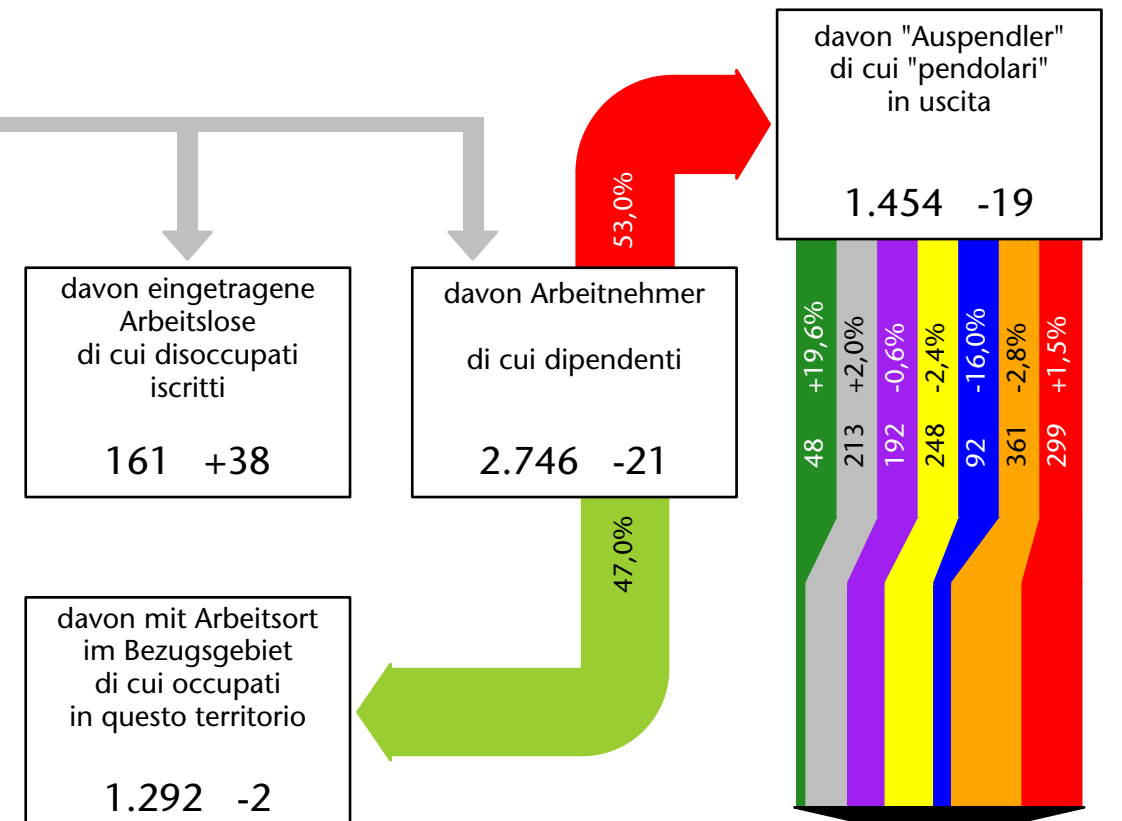 davon "Auspendler"
di cui "pendolari"
in uscita
1.454 -19
53,0%
davon eingetragene
Arbeitslose
di cui disoccupati
iscritti
161 +38
davon Arbeitnehmer
di cui dipendenti
2.746 -21
48 +19,6%
213 +2,0%
192 -0,6%
248 -2,4%
92 -16,0%
361 -2,8%
299 +1,5%
47,0%
davon mit Arbeitsort
im Bezugsgebiet
di cui occupati
in questo territorio
1.292 -2